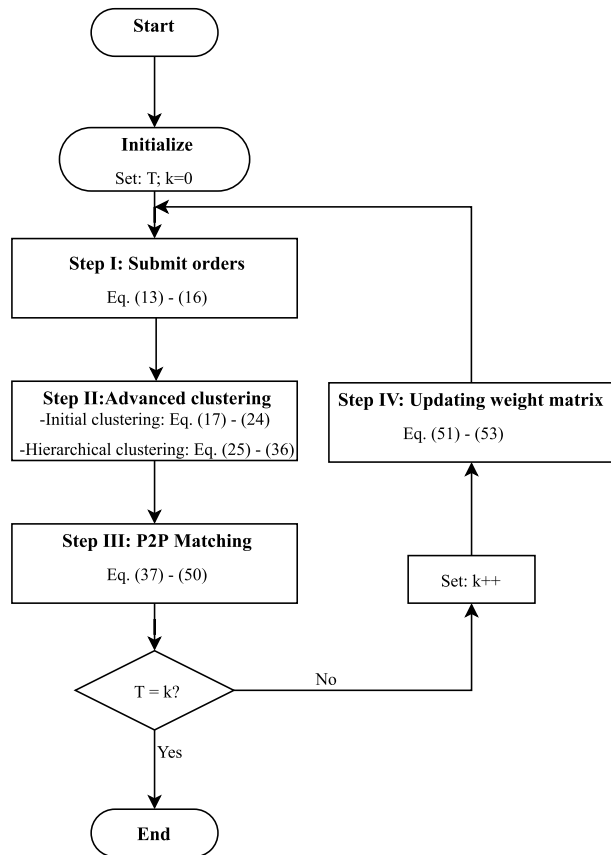 Start
Initialize
Set: T; k=0
Step I: Submit orders
Eq. (13) - (16)
Step II:Advanced clustering
-Initial clustering: Eq. (17) - (24)
-Hierarchical clustering: Eq. (25) - (36)
Step III: P2P Matching
Eq. (37) - (50)
T = k?
No
Yes
End
Set: k++
Step IV: Updating weight matrix
Eq. (51) - (53)